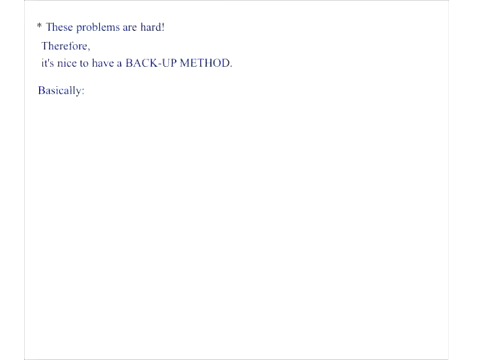 * These problems are hard!
Therefore,
it's nice to have a BACK-UP METHOD.
Basically: